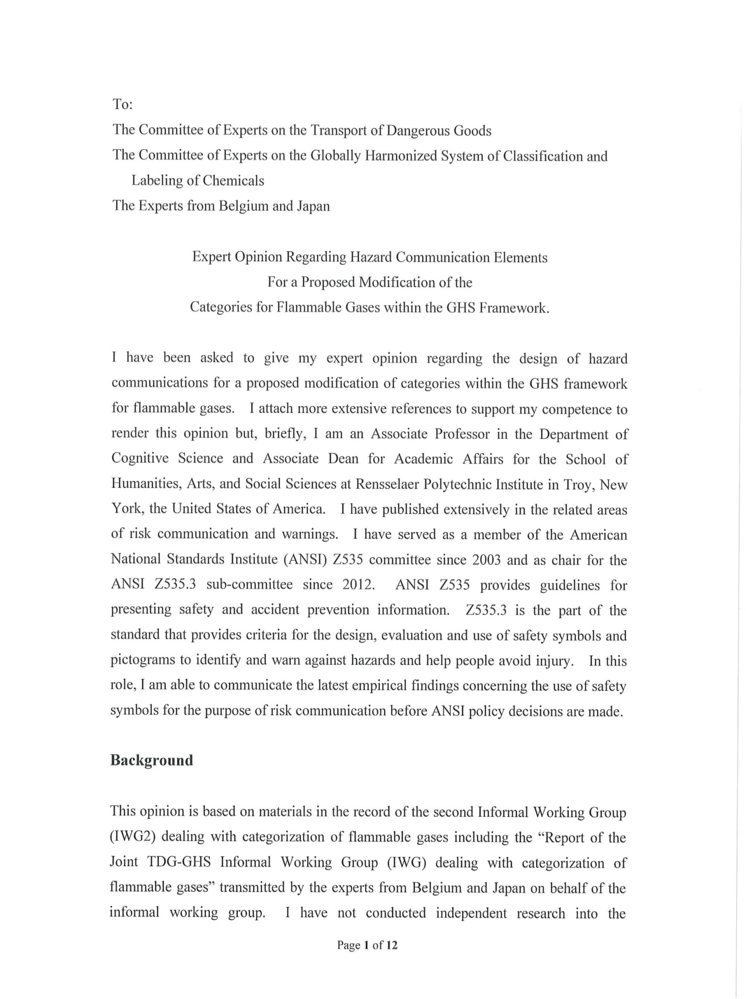 To:
The Committee of Experts on the Transport of Dangerous Goods
The Committee of Experts on the Globally Harmonized System of Classification and
Labeling of Chemicals
The Experts from Belgium and Japan
Expert Opinion Regarding Hazard Communication Elements
For a Proposed Modification of the
Categories for Flammable Gases within the GHS Framework.
I have been asked to give my expert opinion regarding the design of hazard
communications for a proposed modification of categories within the GHS framework
for flammable gases. I attach more extensive references to support my competence to
render this opinion but, briefly, I am an Associate Professor in the Department of
Cognitive Science and Associate Dean for Academic Affairs for the School of
Humanities, Arts, and Social Sciences at Rensselaer Polytechnic Institute in Troy, New
York, the United States of America. I have published extensively in the related areas
of risk communication and warnings. I have served as a member of the American
National Standards Institute (ANSI) Z535 committee since 2003 and as chair for the
ANSI Z535.3 sub-committee since 2012. ANSI Z535 provides guidelines for
presenting safety and accident prevention information. Z535.3 is the part of the
standard that provides criteria for the design, evaluation and use of safety symbols and
pictograms to identify and warn against hazards and help people avoid injury. In this
role, I am able to communicate the latest empirical findings concerning the use of safety
symbols for the purpose of risk communication before ANSI policy decisions are made.
Background
This opinion is based on materials in the record of the second Informal Working Group
(IWG2) dealing with categorization of flammable gases including the “Report of the
Joint TDG-GHS Informal Working Group (IWG) dealing with categorization of
flammable gases” transmitted by the experts from Belgium and Japan on behalf of the
informal working group. I have not conducted independent research into the
Page 1 of 12